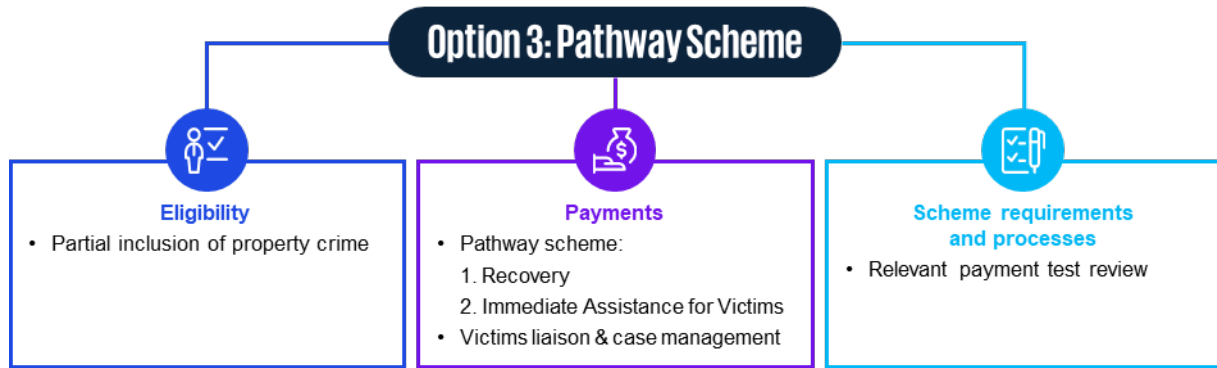 Option 3: Pathway Scheme
Eligibility
• Partial inclusion of property crime
Payments
• Pathway scheme:
1. Recovery
2. Immediate Assistance for Victims
• Victims liaison & case management
Scheme requirements
and processes
• Relevant payment test review